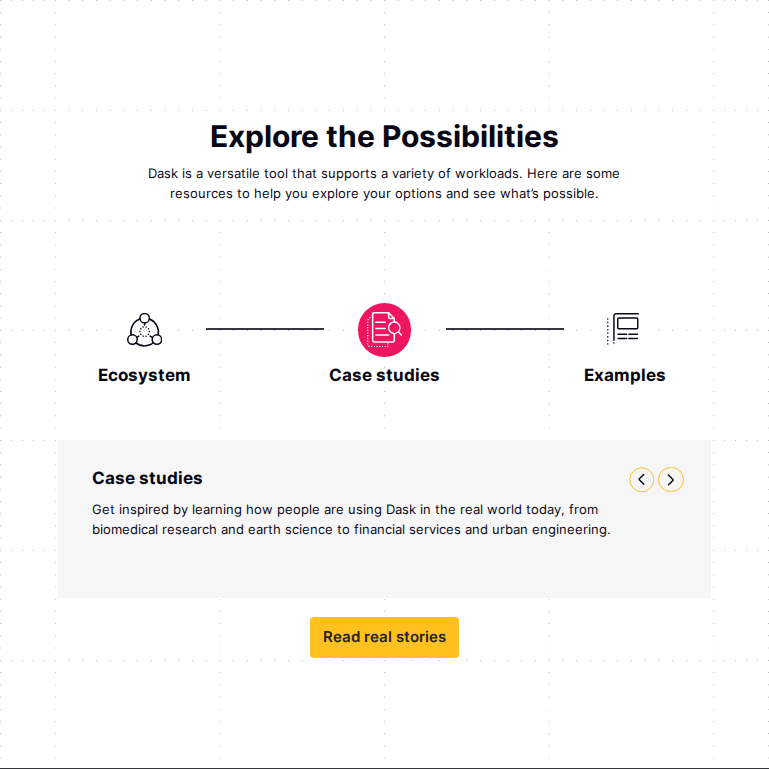 Explore the Possibilities
Dask is a versatile tool that supports a variety of workloads. Here are some
resources to help you explore your options and see what’s possible.
Ecosystem
Case studies
Examples
Case studies
Get inspired by learning how people are using Dask in the real world today, from
biomedical research and earth science to financial services and urban engineering.
Read real stories